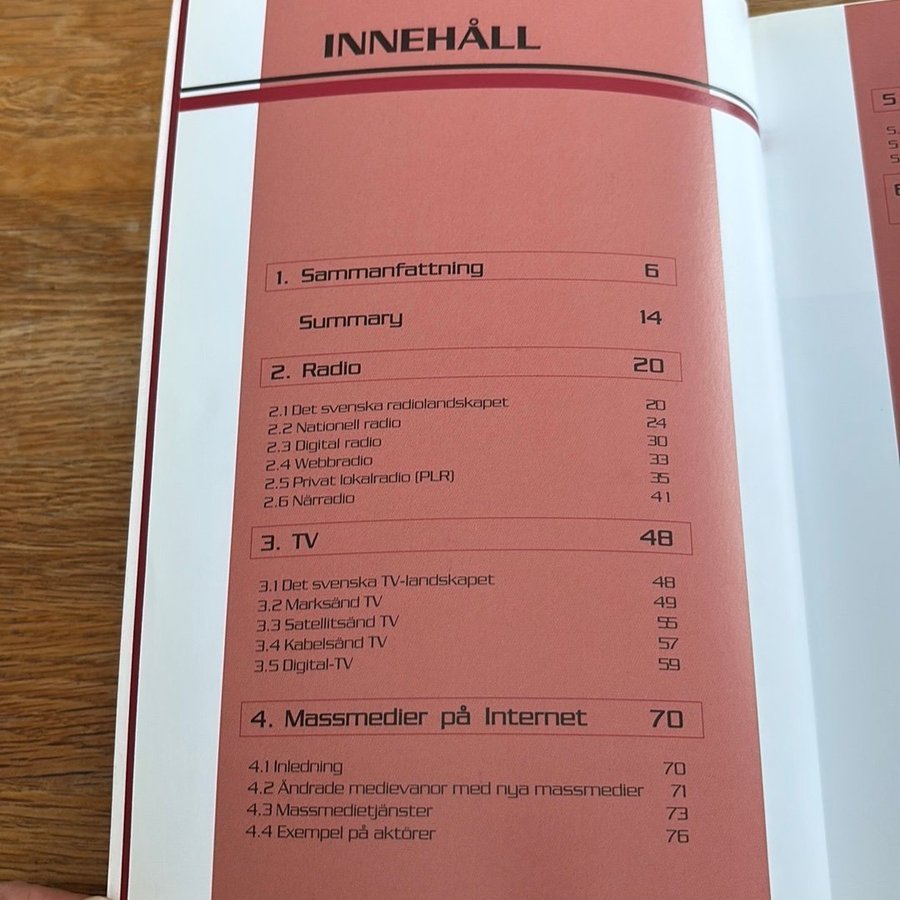 INNEHÅLL
1. Sammanfattning 6
Summary 14
2. Radio 20
2.1 Det svenska radiolandskapet 20
2.2 Nationell radio 24
2.3 Digital radio 30
2.4 Webbradio 33
2.5 Privat lokalradio (PLR) 35
2.6 Närradio 41
3. TV 48
3.1 Det svenska TV-landskapet 48
3.2 Marksänd TV 49
3.3 Satellitsänd TV 55
3.4 Kabelsänd TV 57
3.5 Digital-TV 59
4. Massmedier på Internet 70
4.1 Inledning 70
4.2 Ändrade medievanor med nya massmedier 71
4.3 Massmedietjänster 73
4.4 Exempel på aktörer 76
5
5.
5
5